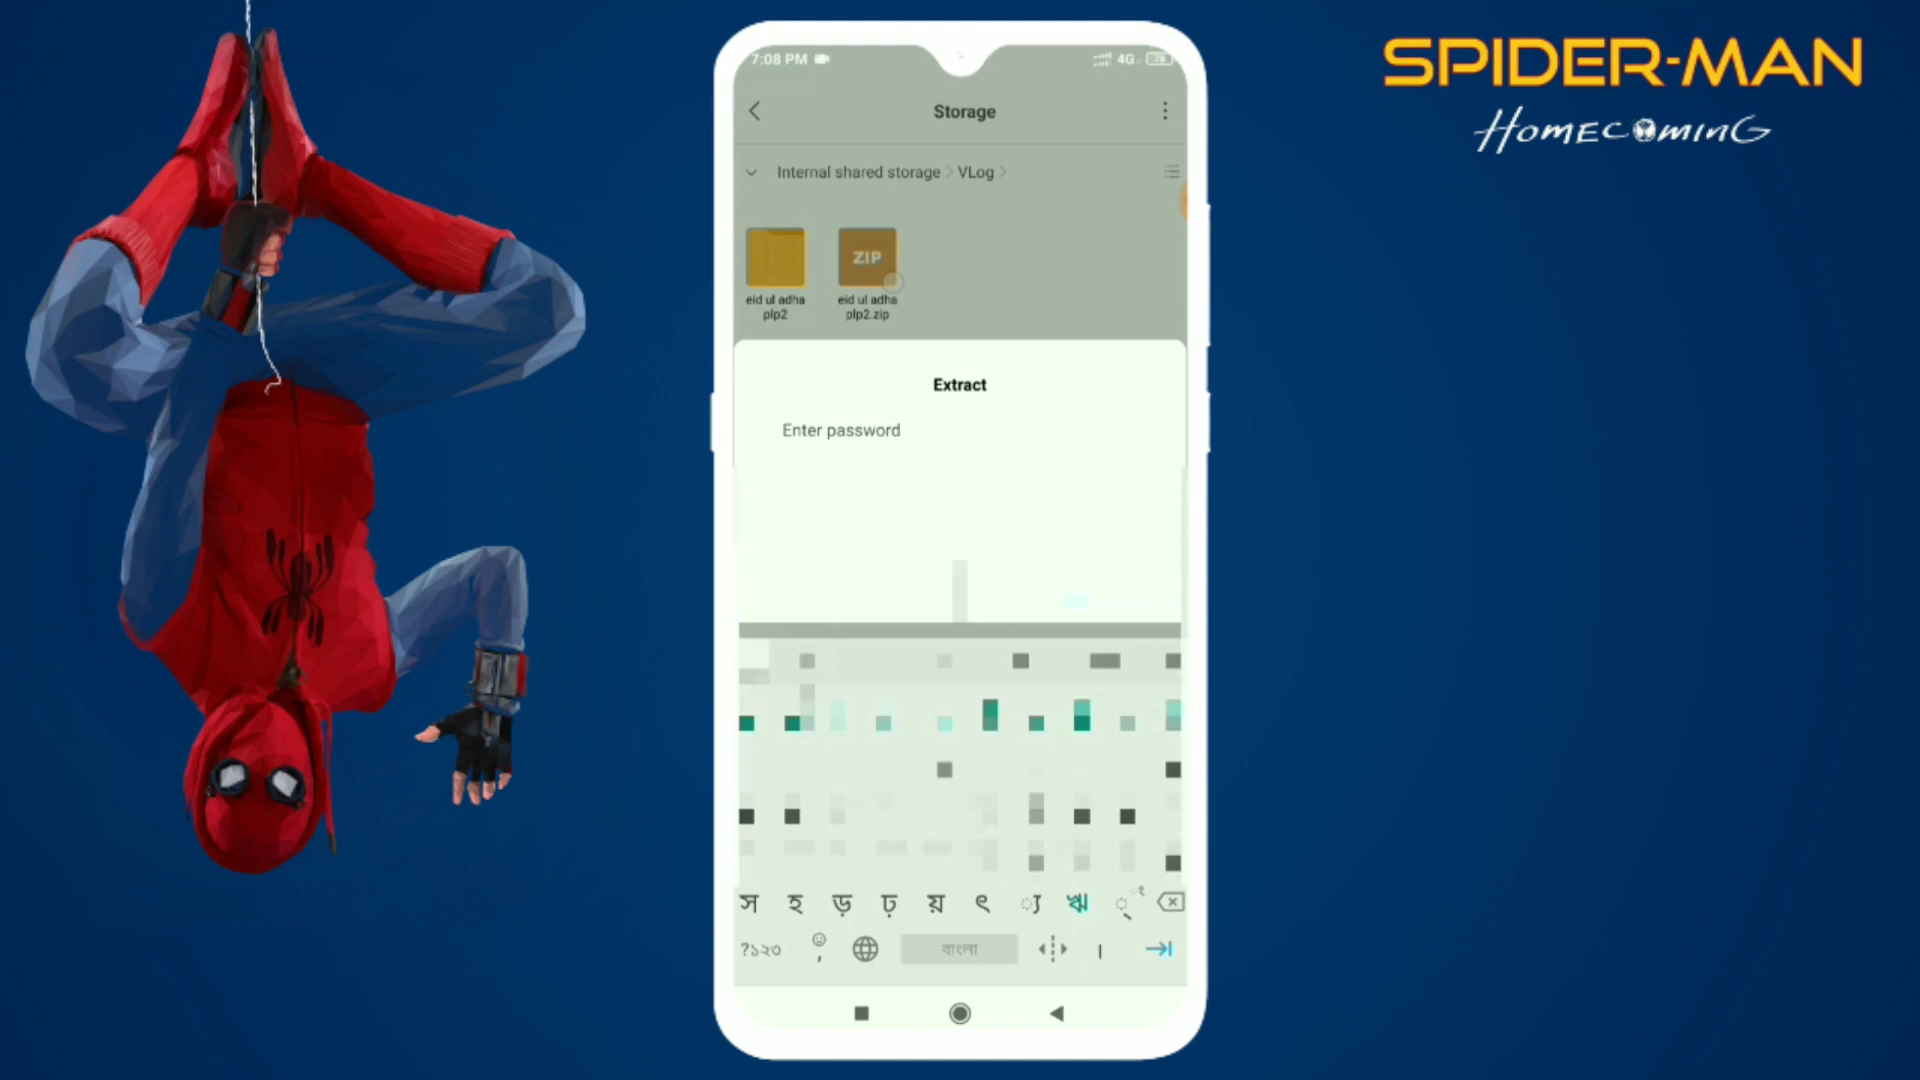 SPIDER-MAN
HOMECOMING
7:08 PM
4G
Storage
Internal shared storage > VLog >
ZIP
eid ul adha
plp2
eid ul adha
plp2.zip
Extract
Enter password
স হ ড় ঢ় য় ৎ ্য ঋ ্ ৎ
?১২৩ , বাংলা ।